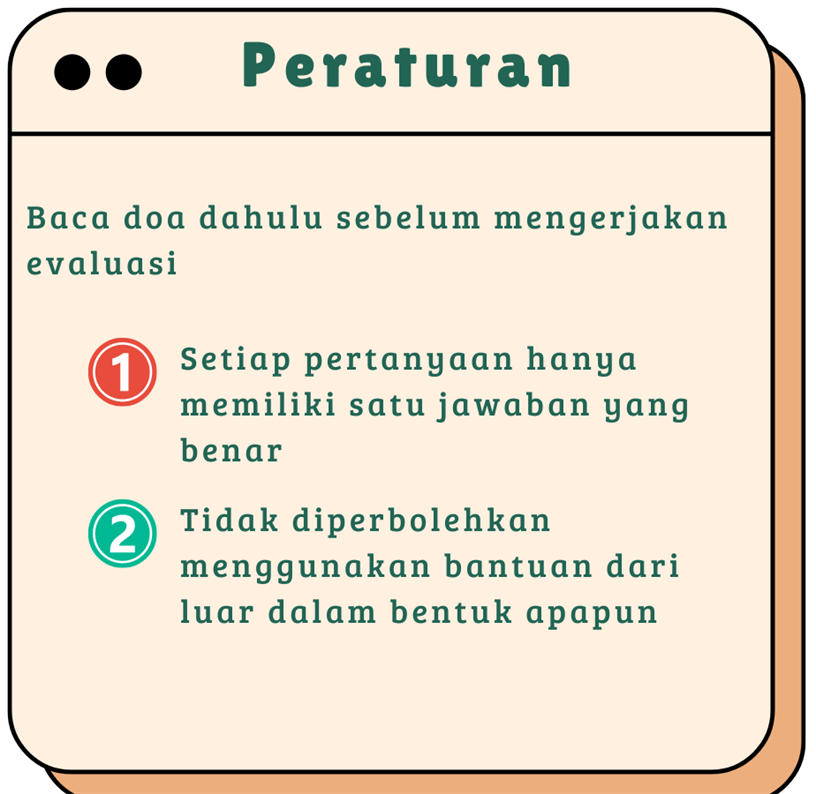 Peraturan
Baca doa dahulu sebelum mengerjakan
evaluasi
1 Setiap pertanyaan hanya
memiliki satu jawaban yang
benar
2 Tidak diperbolehkan
menggunakan bantuan dari
luar dalam bentuk apapun